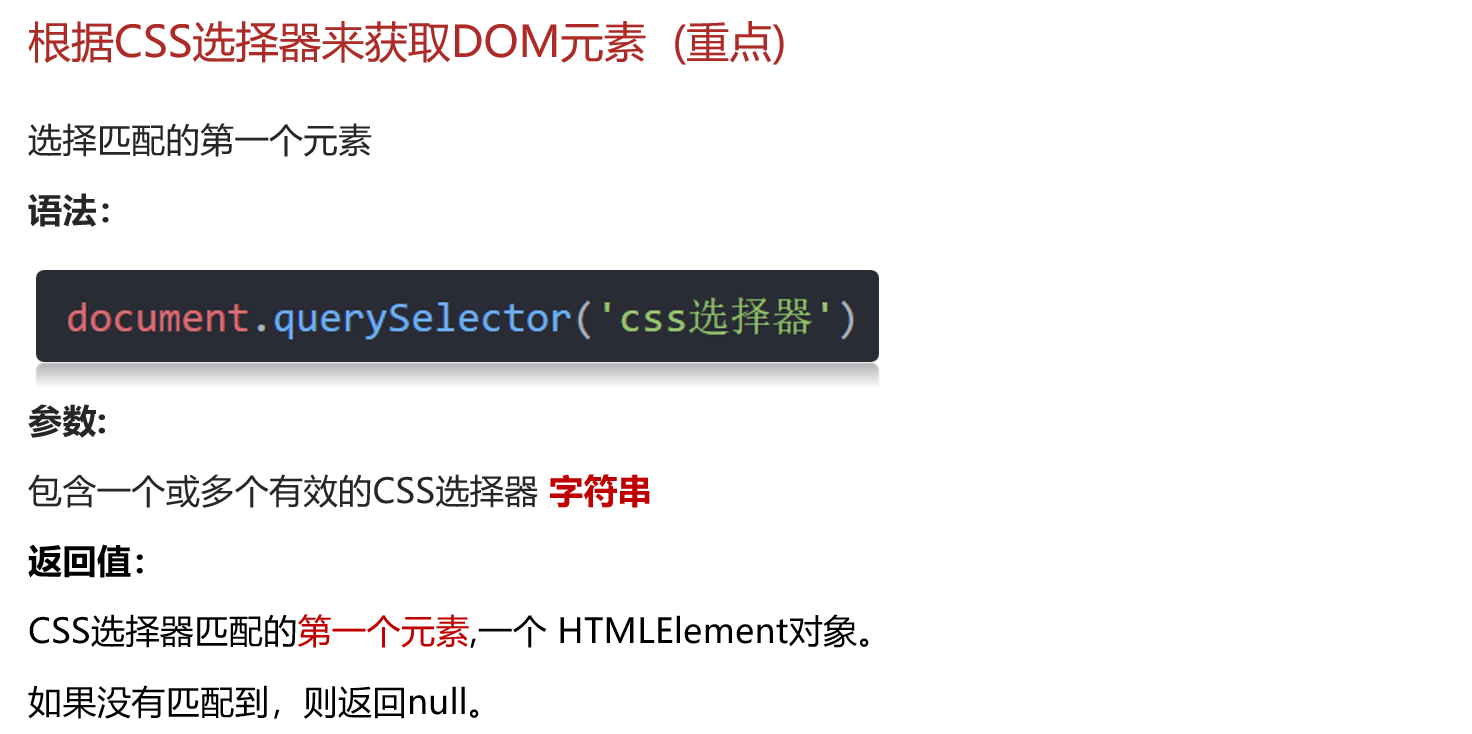 根据CSS选择器来获取DOM元素 (重点)
选择匹配的第一个元素
语法：
document.querySelector('css选择器')
参数:
包含一个或多个有效的CSS选择器 字符串
返回值：
CSS选择器匹配的第一个元素,一个 HTMLElement对象。
如果没有匹配到，则返回null。